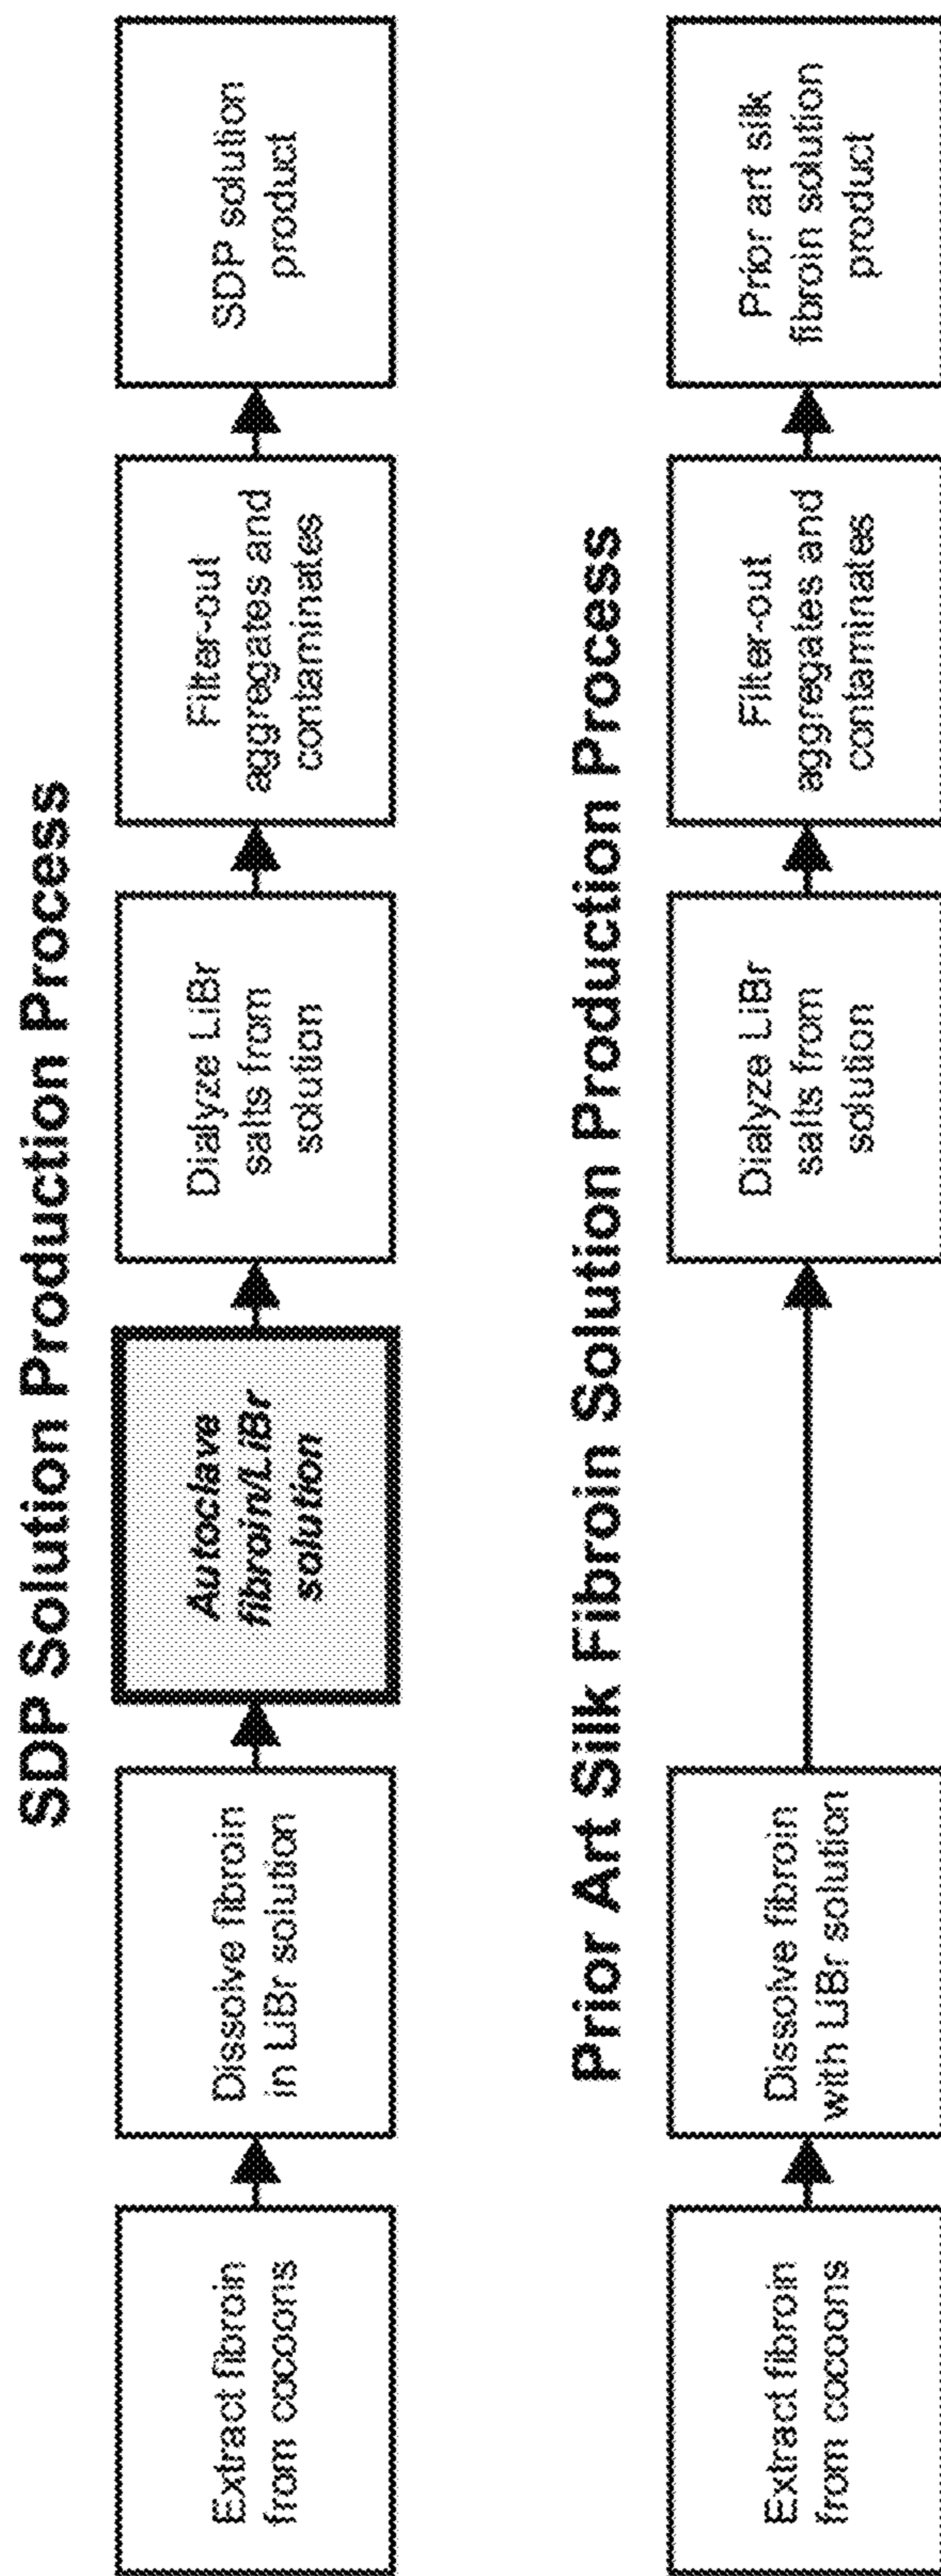 SDP Solution Production Process
Extract fibroin
from cocoons
Dissolve fibroin
in LiBr solution
Autoclave
fibroin/LiBr
solution
Dialyze LiBr
salts from
solution
Filter-out
aggregates and
contaminates
SDP solution
product
Prior Art Silk Fibroin Solution Production Process
Extract fibroin
from cocoons
Dissolve fibroin
with LiBr solution
Dialyze LiBr
salts from
solution
Filter-out
aggregates and
contaminates
Prior art silk
fibroin solution
product